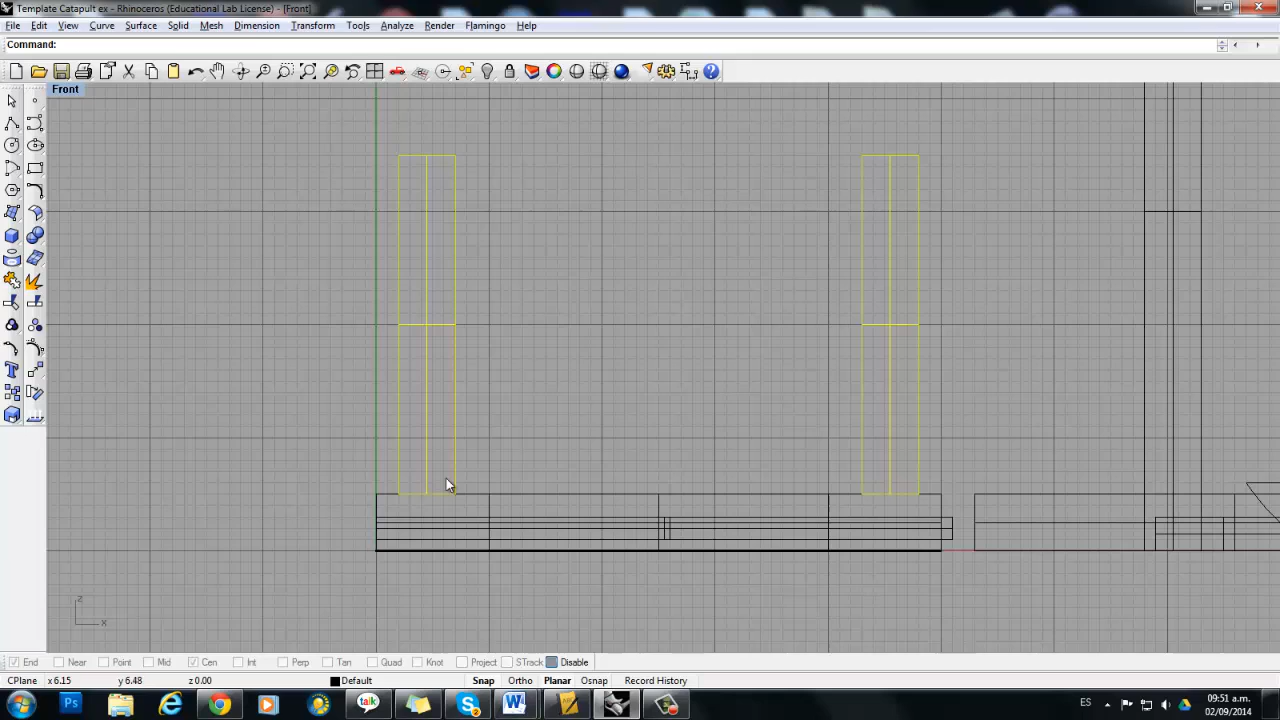 Template Catapult ex - Rhinoceros (Educational Lab License) - [Front]
File Edit View Curve Surface Solid Mesh Dimension Transform Tools Analyze Render Flamingo Help
Command:
Front
z
x
End Near Point Mid Cen Int Perp Tan Quad Knot Project STrack Disable
CPlane x 6.15 y 6.48 z 0.00 Default Snap Ortho Planar Osnap Record History
Ps talk S 2 W ES 09:51 a.m.
02/09/2014